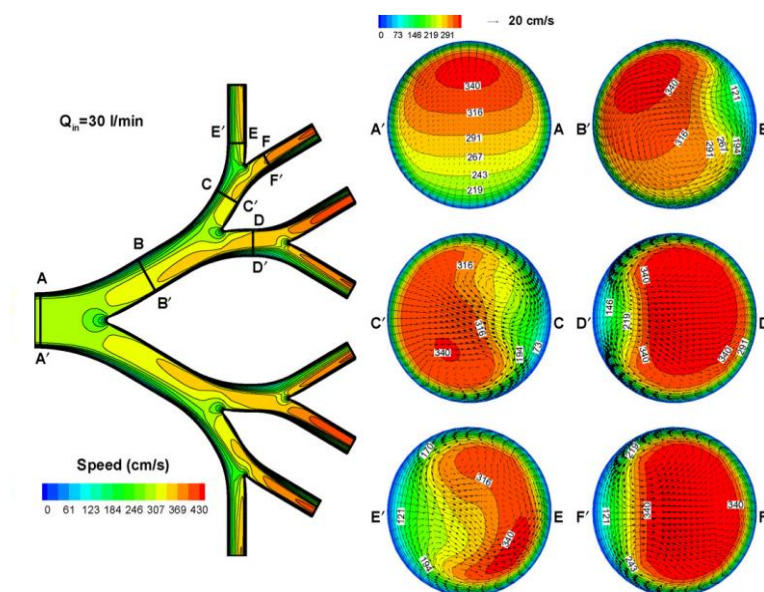 0 73 146 219 291
20 cm/s
Q_in=30 l/min
E′ E
F
F′
C
C′
D
D′
B
B′
A
A′
Speed (cm/s)
0 61 123 184 246 307 369 430
A′
340
316
291
267
243
219
A
B′
340
316
291
267
194
121
C′
316
316
340
194
73
C
D′
146
219
340
340
291
D
E′
170
316
121
340
194
E
F′
219
121
340
340
243
F